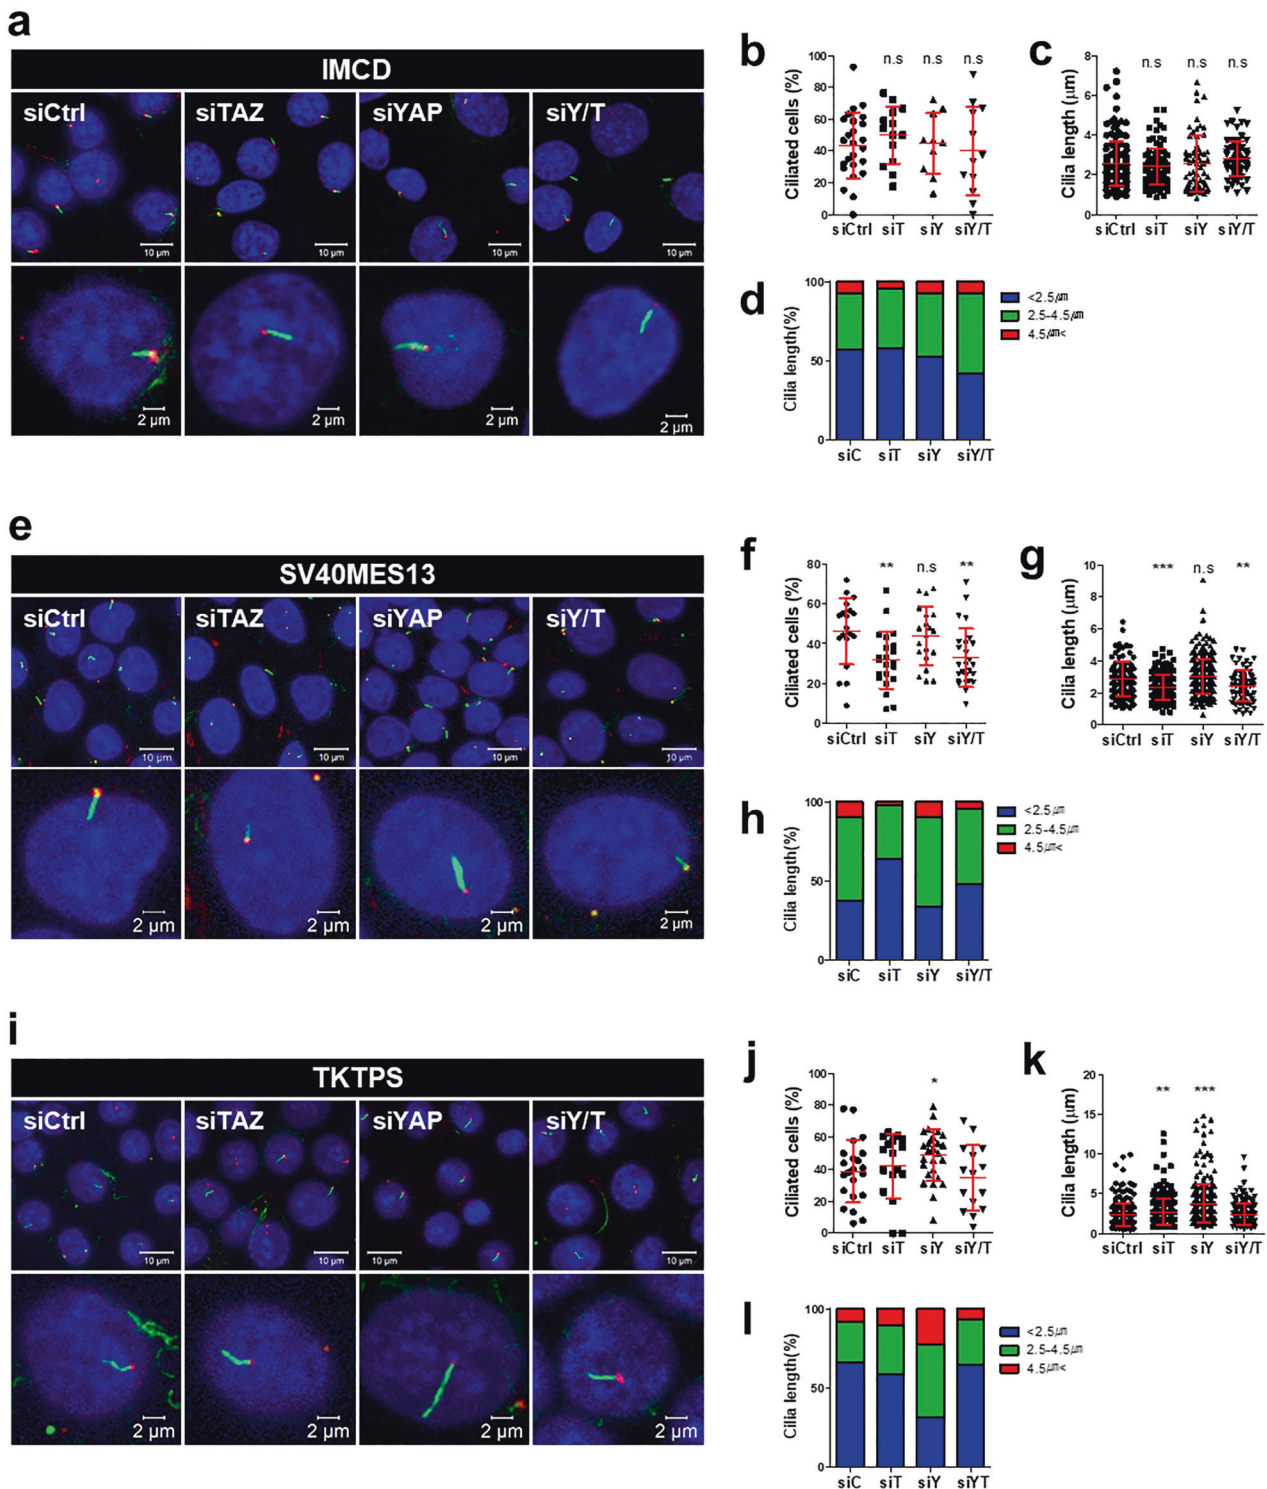 a
IMCD
siCtrl siTAZ siYAP siY/T
10 µm 10 µm 10 µm 10 µm
2 µm 2 µm 2 µm 2 µm
b
n.s n.s n.s
Ciliated cells (%)
100
80
60
40
20
0
siCtrl siT siY siY/T
c
n.s n.s n.s
Cilia length (µm)
8
6
4
2
0
siCtrl siT siY siY/T
d
Cilia length(%)
100
50
0
siC siT siY siY/T
<2.5㎛
2.5-4.5㎛
4.5㎛<
e
SV40MES13
siCtrl siTAZ siYAP siY/T
10 µm 10 µm 10 µm 10 µm
2 µm 2 µm 2 µm 2 µm
f
** n.s **
Ciliated cells (%)
80
60
40
20
0
siCtrl siT siY siY/T
g
*** n.s **
Cilia length (µm)
10
8
6
4
2
0
siCtrl siT siY siY/T
h
Cilia length(%)
100
50
0
siC siT siY siY/T
<2.5㎛
2.5-4.5㎛
4.5㎛<
i
TKTPS
siCtrl siTAZ siYAP siY/T
10 µm 10 µm 10 µm 10 µm
2 µm 2 µm 2 µm 2 µm
j
*
Ciliated cells (%)
100
80
60
40
20
0
siCtrl siT siY siY/T
k
** ***
Cilia length (µm)
20
15
10
5
0
siCtrl siT siY siY/T
l
Cilia length(%)
100
50
0
siC siT siY siYT
<2.5㎛
2.5-4.5㎛
4.5㎛<